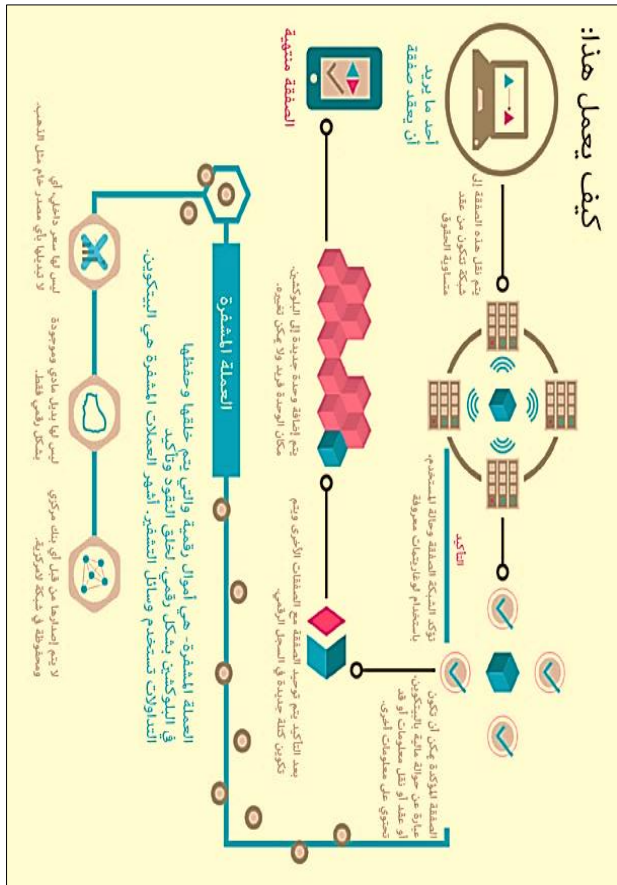 كيف يعمل هذا:
أحد ما يريد
أن يعقد صفقة
يتم نقل هذه الصفقة إلى
شبكة تتكون من عقد
متساوية الحقوق
التأكيد
تؤكد الشبكة الصفقة وحالة المستخدم.
باستخدام لوغاريتمات معروفة
الصفقة المؤكدة يمكن أن تكون
عبارة عن حوالة مالية بالبيتكوين.
أو عقد أو نقل معلومات أو قد
تحتوي على معلومات أخرى.
بعد التأكيد يتم توحيد الصفقة مع الصفقات الأخرى ويتم
تكوين كتلة جديدة في السجل الرقمي.
يتم إضافة وحدة جديدة إلى البلوكشين.
مكان الوحدة فريد ولا يمكن تغييره.
الصفقة منتهية
العملة المشفرة
العملة المشفرة- هي أموال رقمية والتي يتم خلقها وحفظها
في البلوكشين بشكل رقمي. لخلق النقود وتأكيد
التداولات تستخدم وسائل التشفير. أشهر العملات المشفرة هي البيتكوين.
ليس لها سعر داخلي، أي
لا تبديلها بأي مصدر خام مثل الذهب.
ليس لها بديل مادي وموجودة
بشكل رقمي فقط.
لا يتم إصدارها من قبل أي بنك مركزي
ومحفوظة في شبكة لامركزية.